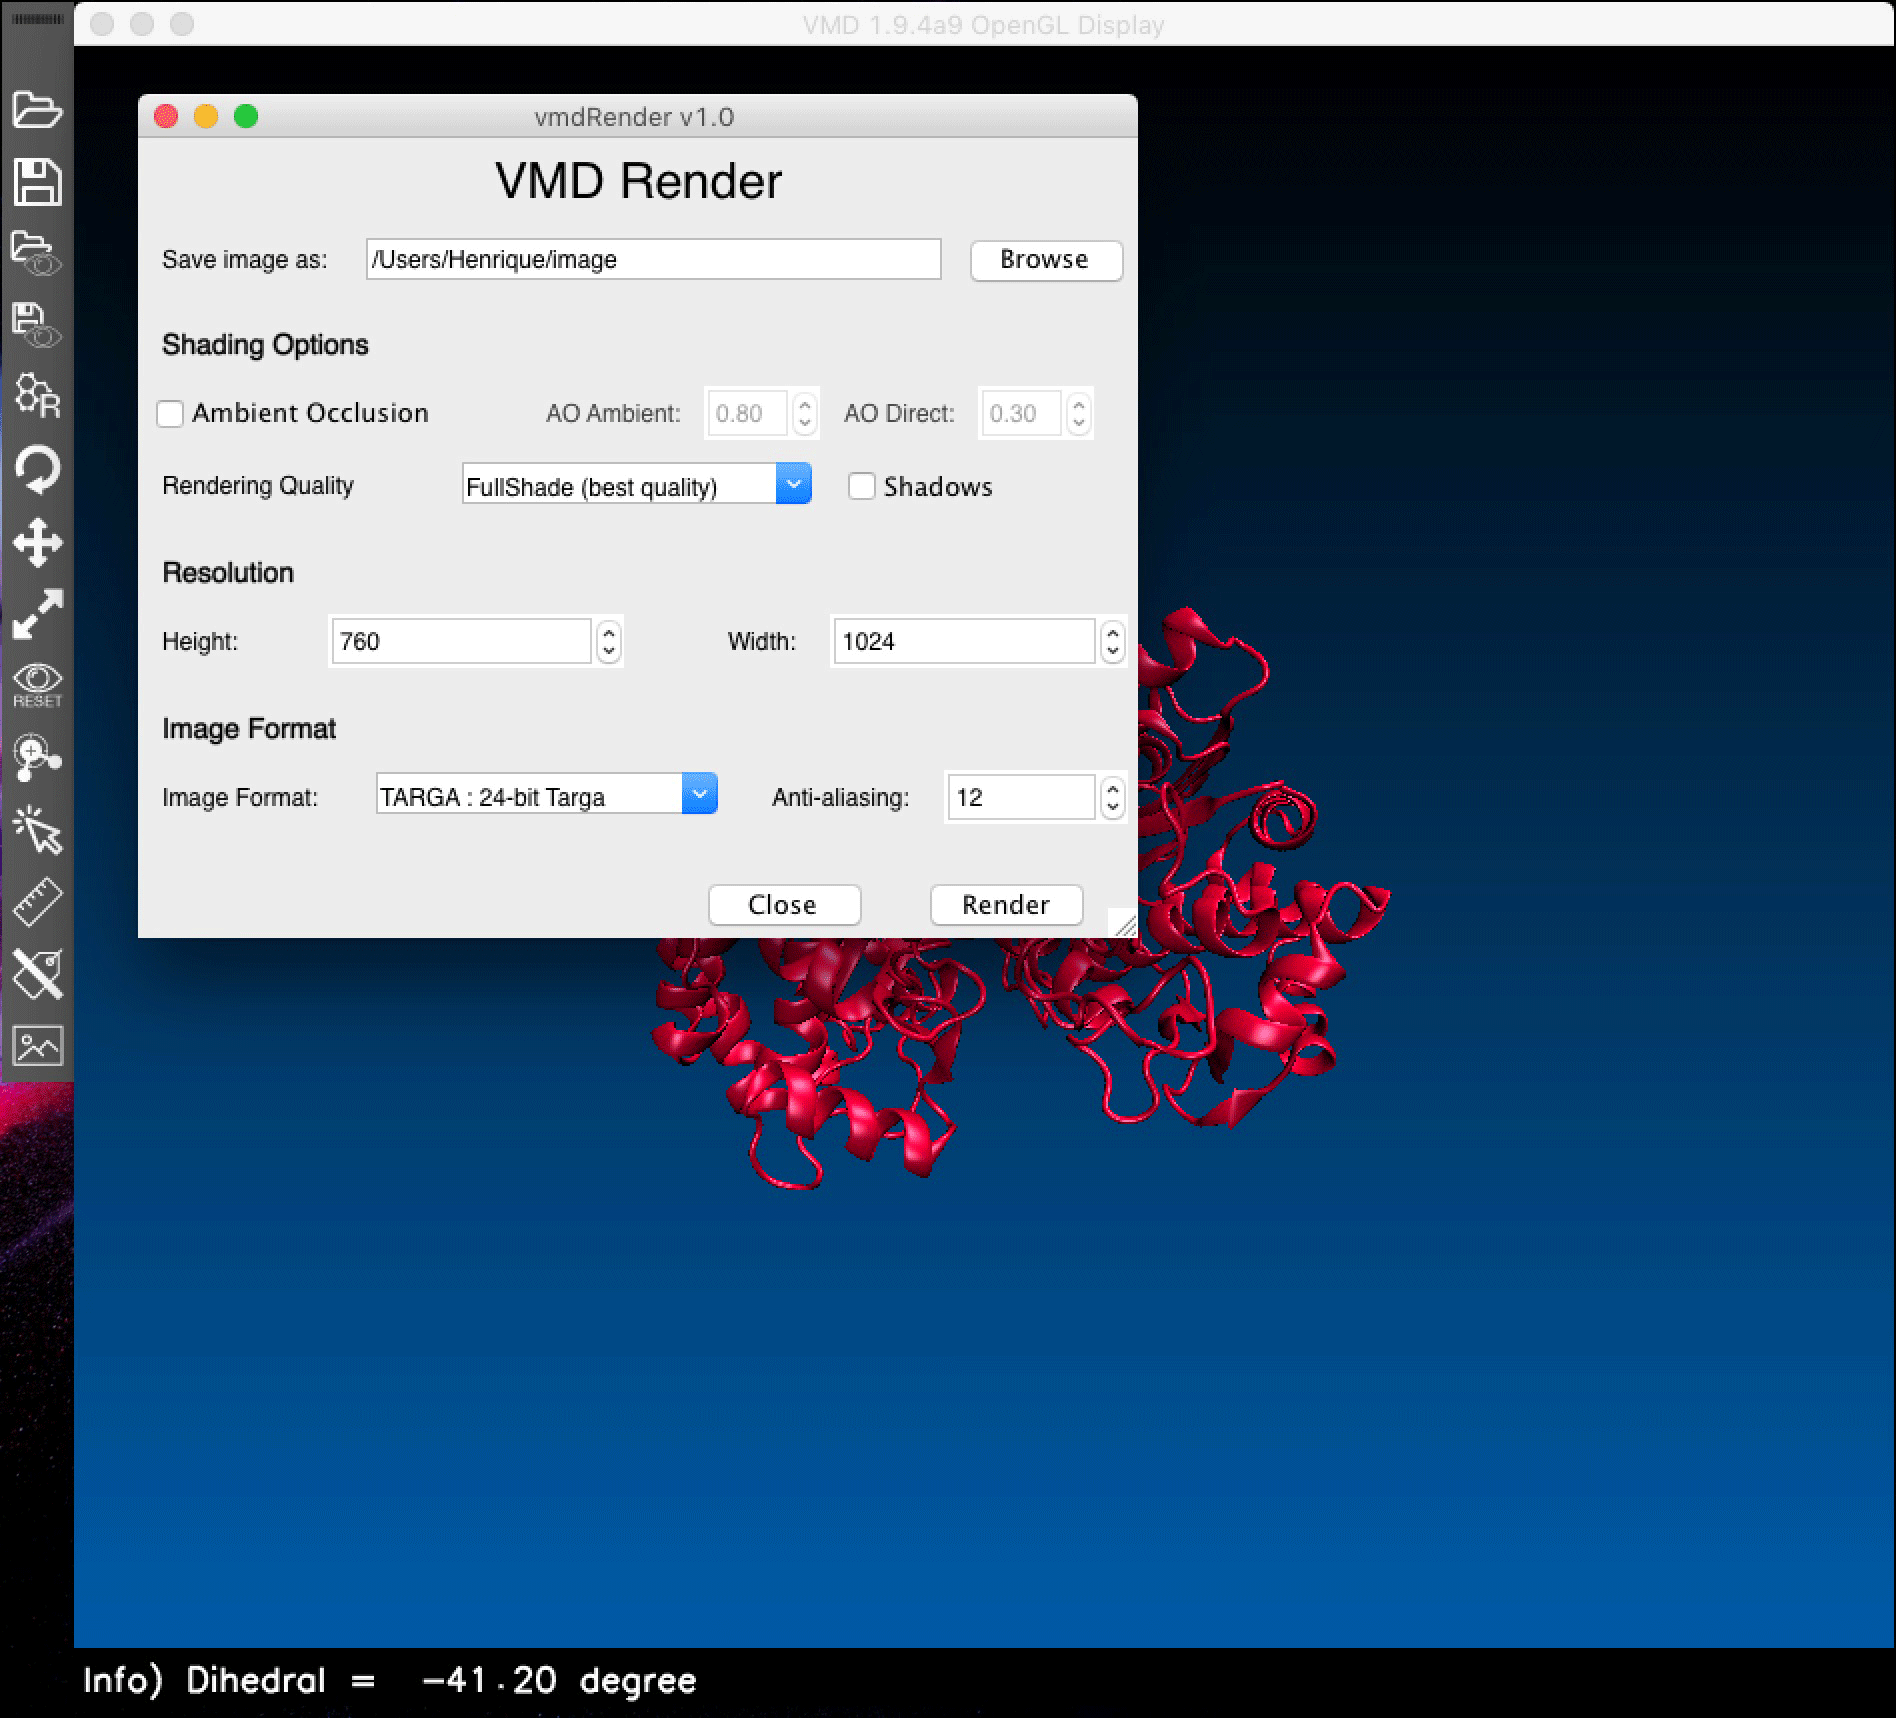 VMD 1.9.4a9 OpenGL Display
vmdRender v1.0
VMD Render
Save image as: /Users/Henrique/image Browse
Shading Options
Ambient Occlusion AO Ambient: 0.80 AO Direct: 0.30
Rendering Quality FullShade (best quality) Shadows
R
Resolution
Height: 760 Width: 1024
RESET
Image Format
Image Format: TARGA : 24-bit Targa Anti-aliasing: 12
Close Render
Info) Dihedral = -41.20 degree